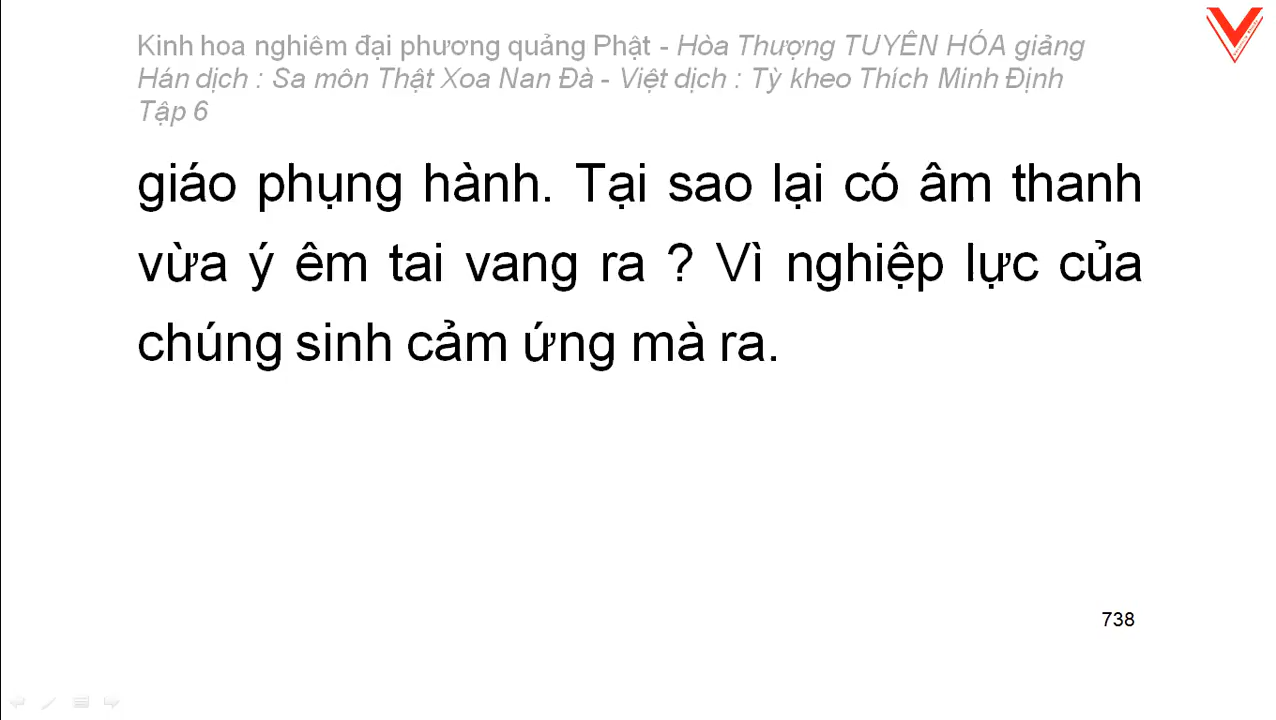 Kinh hoa nghiêm đại phương quảng Phật - Hòa Thượng TUYÊN HÓA giảng
Hán dịch : Sa môn Thật Xoa Nan Đà - Việt dịch : Tỳ kheo Thích Minh Định
Tập 6
giáo phụng hành. Tại sao lại có âm thanh
vừa ý êm tai vang ra ? Vì nghiệp lực của
chúng sinh cảm ứng mà ra.
738